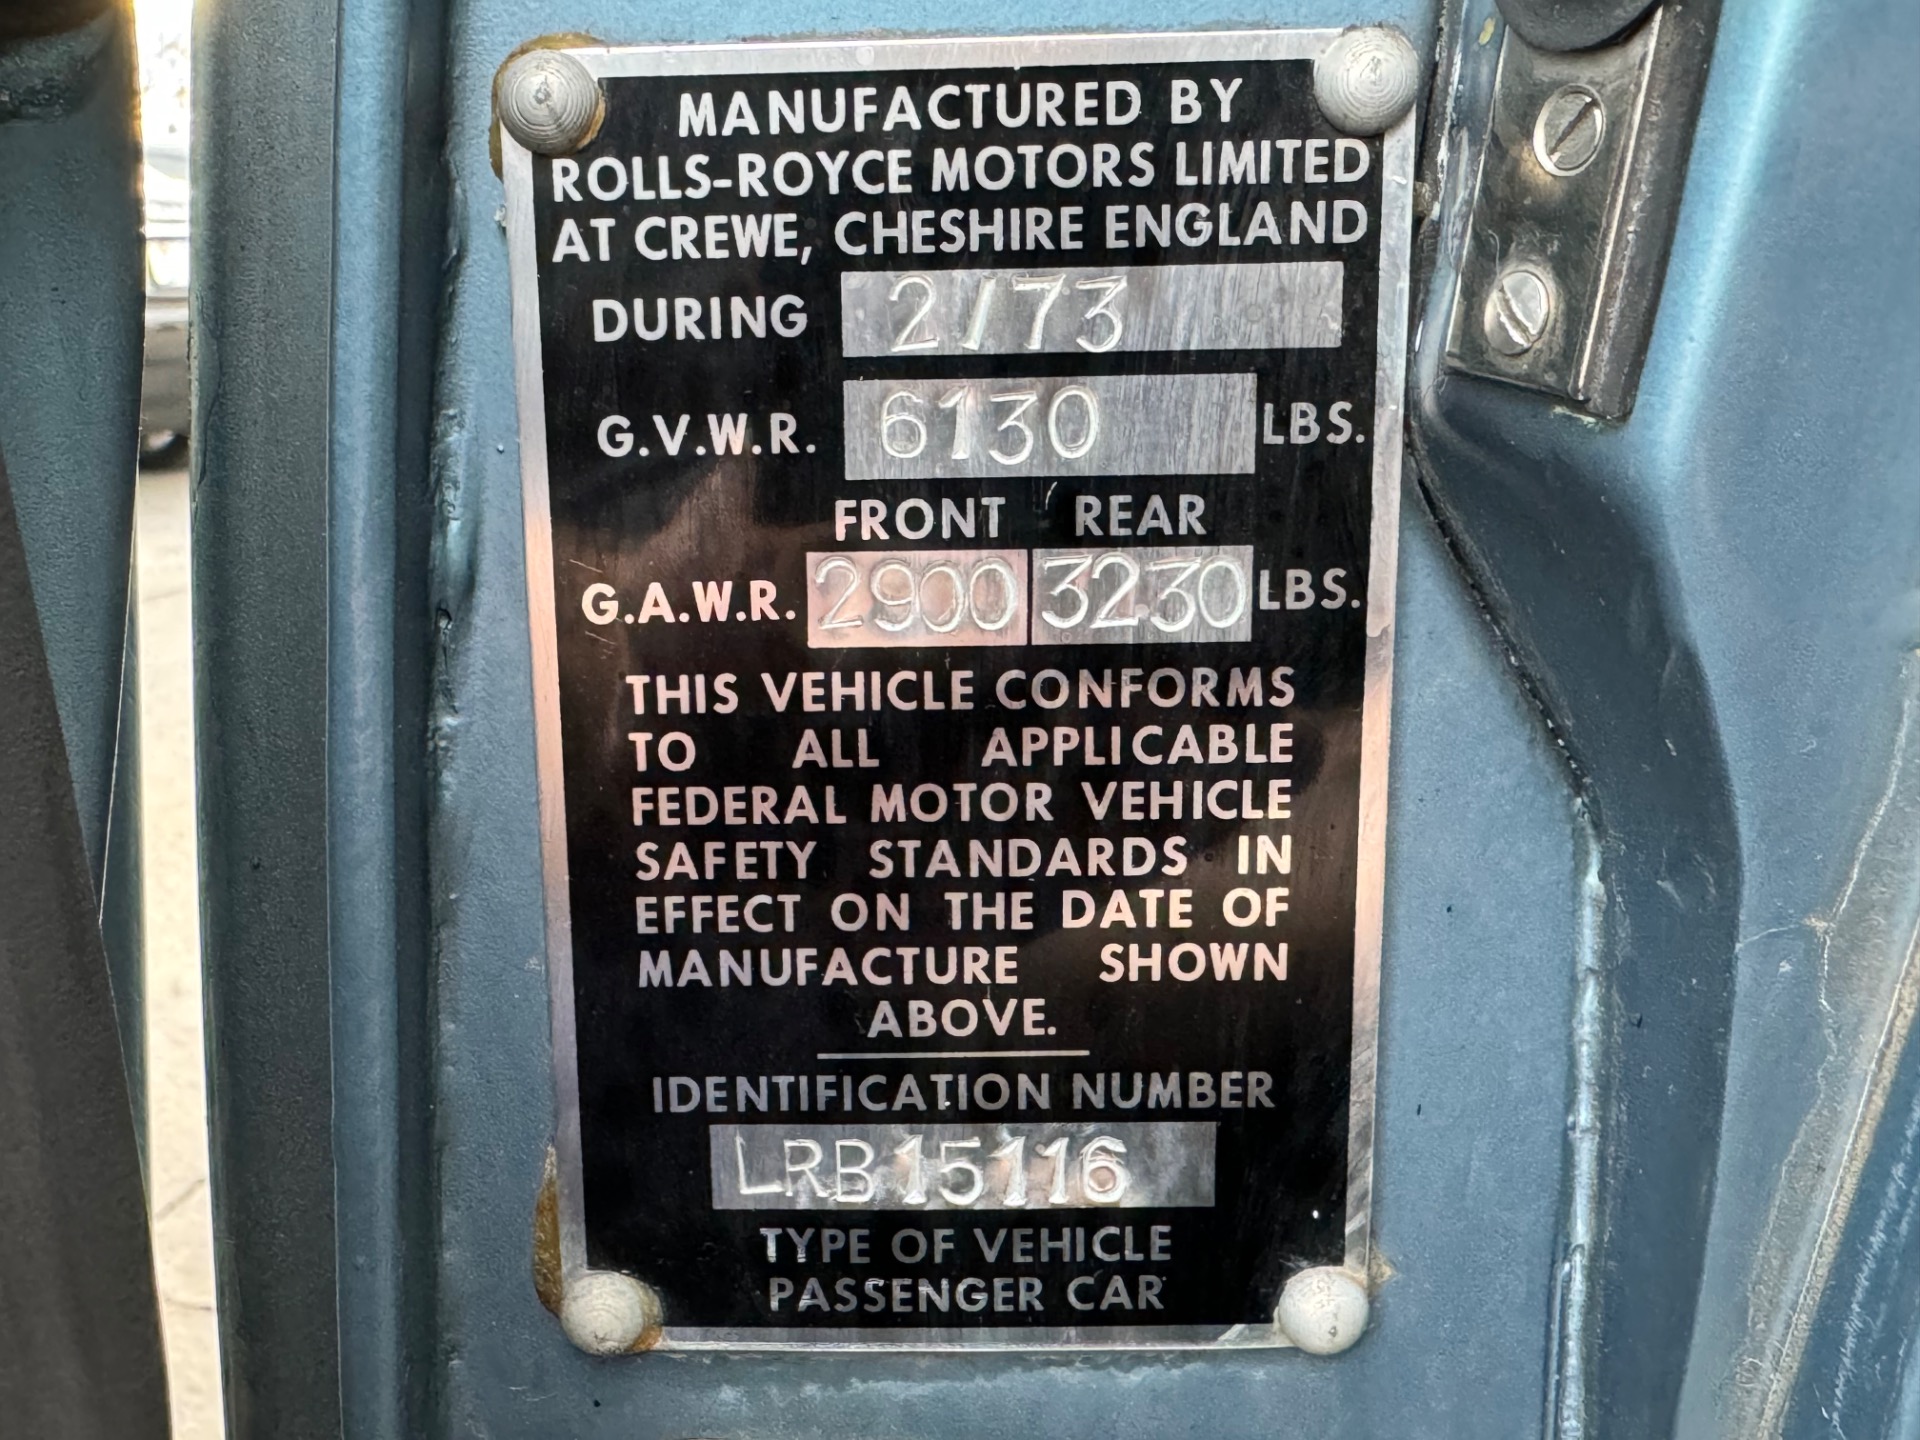 MANUFACTURED BY
ROLLS-ROYCE MOTORS LIMITED
AT CREWE, CHESHIRE ENGLAND
DURING 2/73
G.V.W.R. 6130 LBS.
FRONT REAR
G.A.W.R. 2900 3230 LBS.
THIS VEHICLE CONFORMS
TO ALL APPLICABLE
FEDERAL MOTOR VEHICLE
SAFETY STANDARDS IN
EFFECT ON THE DATE OF
MANUFACTURE SHOWN
ABOVE.
IDENTIFICATION NUMBER
LRB15116
TYPE OF VEHICLE
PASSENGER CAR